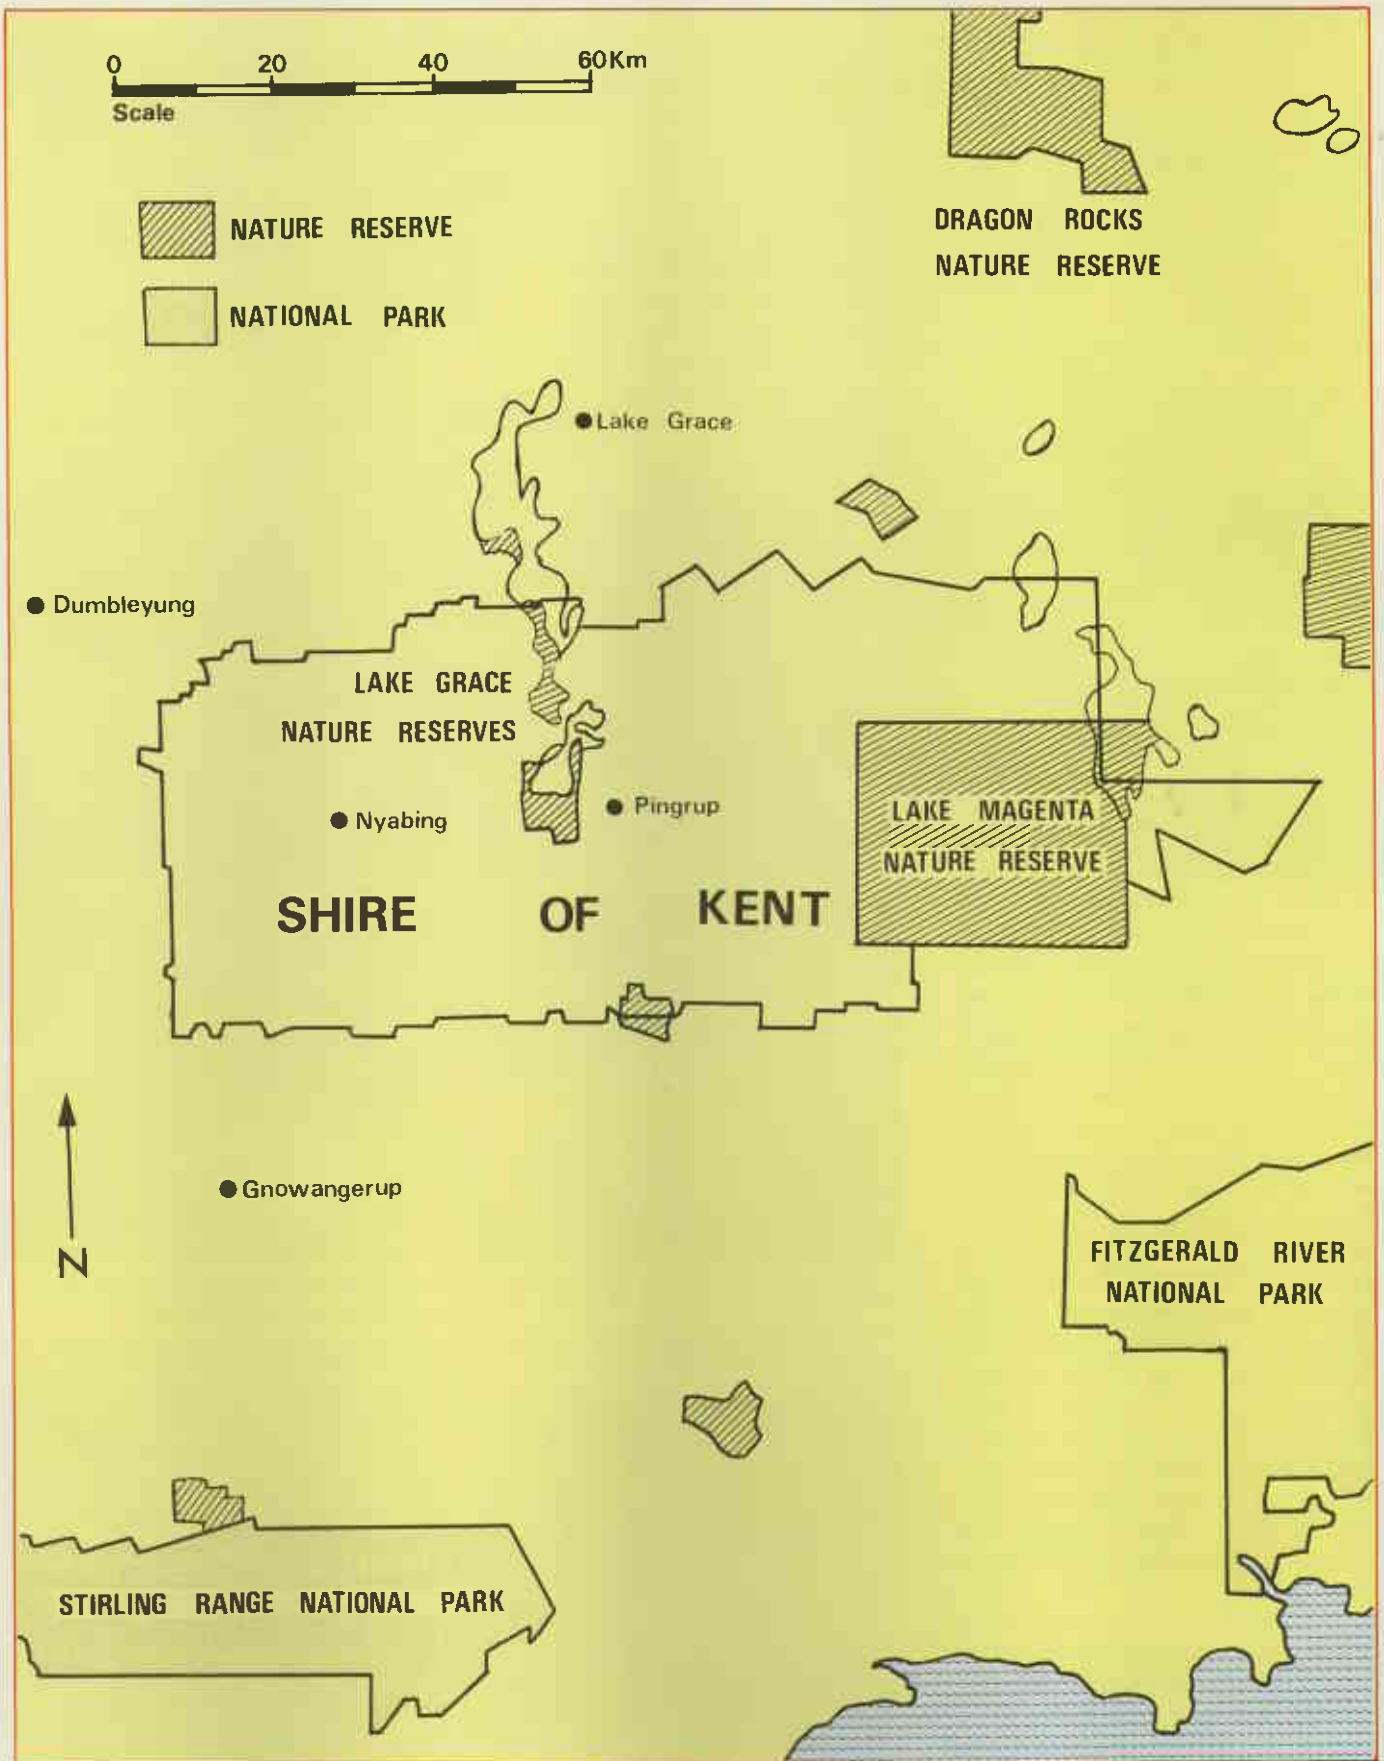 0 20 40 60Km
Scale
NATURE RESERVE
NATIONAL PARK
DRAGON ROCKS
NATURE RESERVE
Lake Grace
Dumbleyung
LAKE GRACE
NATURE RESERVES
Nyabing
Pingrup
LAKE MAGENTA
NATURE RESERVE
SHIRE OF KENT
N
Gnowangerup
FITZGERALD RIVER
NATIONAL PARK
STIRLING RANGE NATIONAL PARK